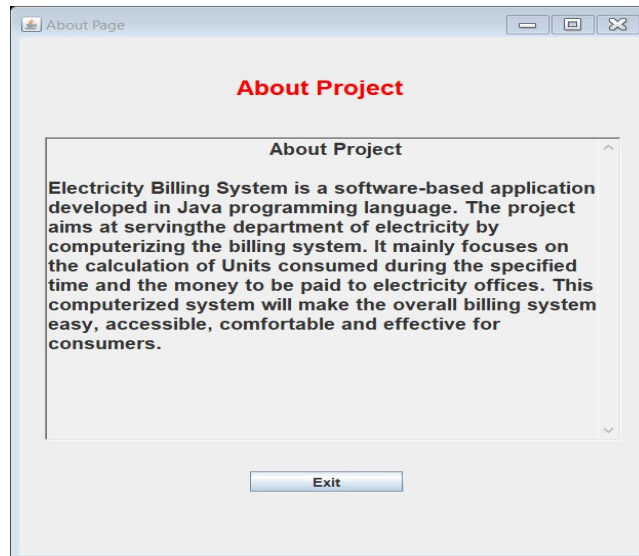 About Page
About Project
About Project
Electricity Billing System is a software-based application
developed in Java programming language. The project
aims at servingthe department of electricity by
computerizing the billing system. It mainly focuses on
the calculation of Units consumed during the specified
time and the money to be paid to electricity offices. This
computerized system will make the overall billing system
easy, accessible, comfortable and effective for
consumers.
Exit